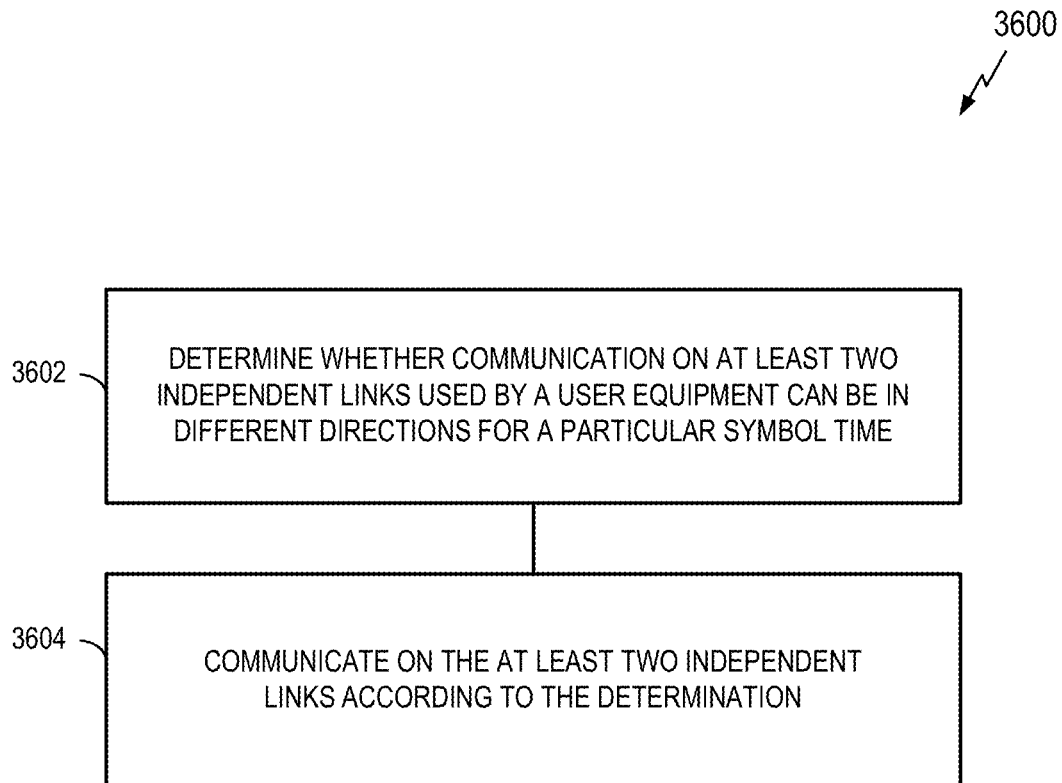 3600
3602
DETERMINE WHETHER COMMUNICATION ON AT LEAST TWO
INDEPENDENT LINKS USED BY A USER EQUIPMENT CAN BE IN
DIFFERENT DIRECTIONS FOR A PARTICULAR SYMBOL TIME
3604
COMMUNICATE ON THE AT LEAST TWO INDEPENDENT
LINKS ACCORDING TO THE DETERMINATION